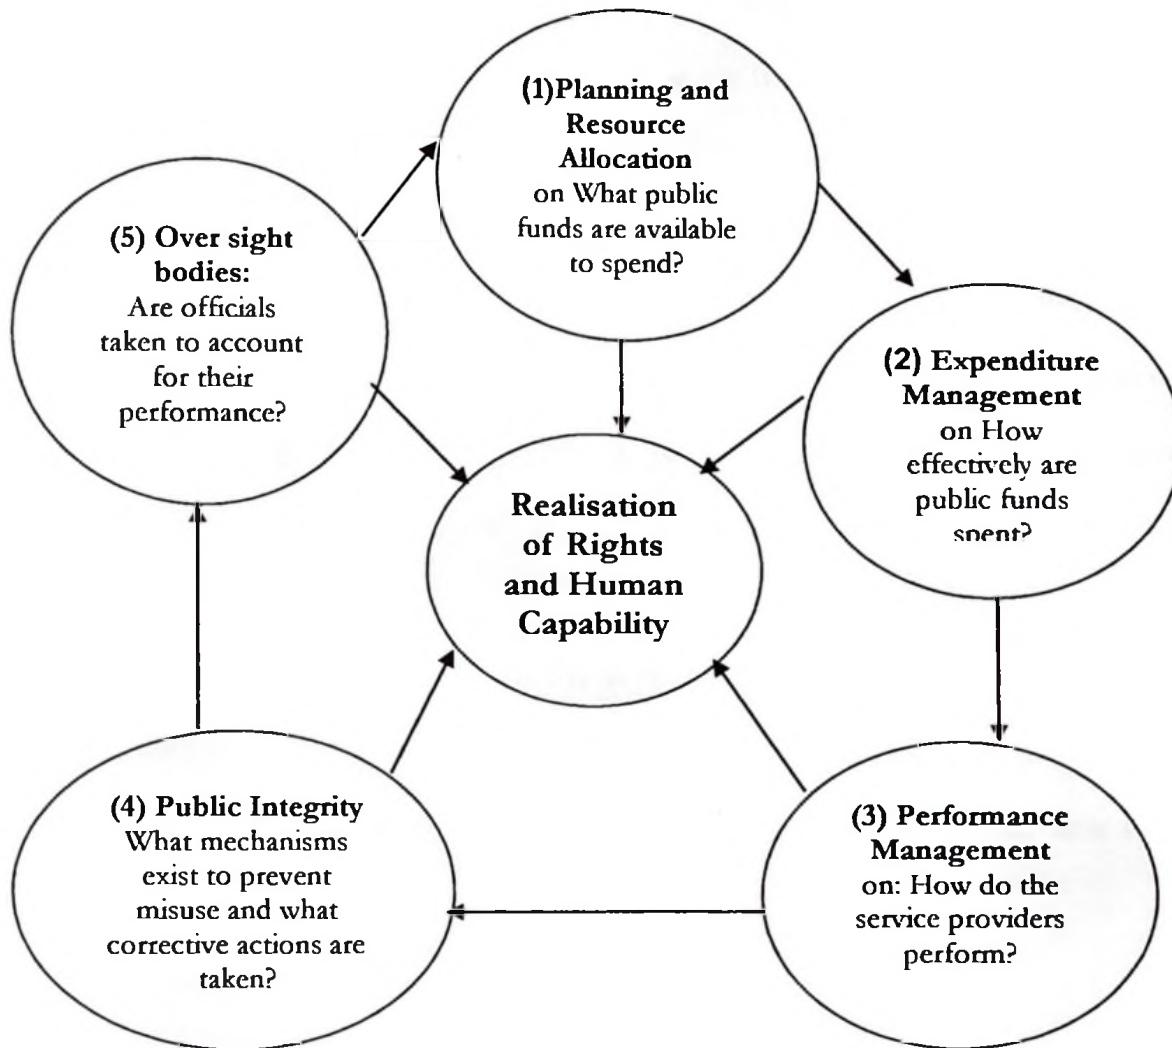 (1)Planning and
Resource
Allocation
on What public
funds are available
to spend?
(5) Over sight
bodies:
Are officials
taken to account
for their
performance?
(2) Expenditure
Management
on How
effectively are
public funds
spent?
Realisation
of Rights
and Human
Capability
(4) Public Integrity
What mechanisms
exist to prevent
misuse and what
corrective actions are
taken?
(3) Performance
Management
on: How do the
service providers
perform?